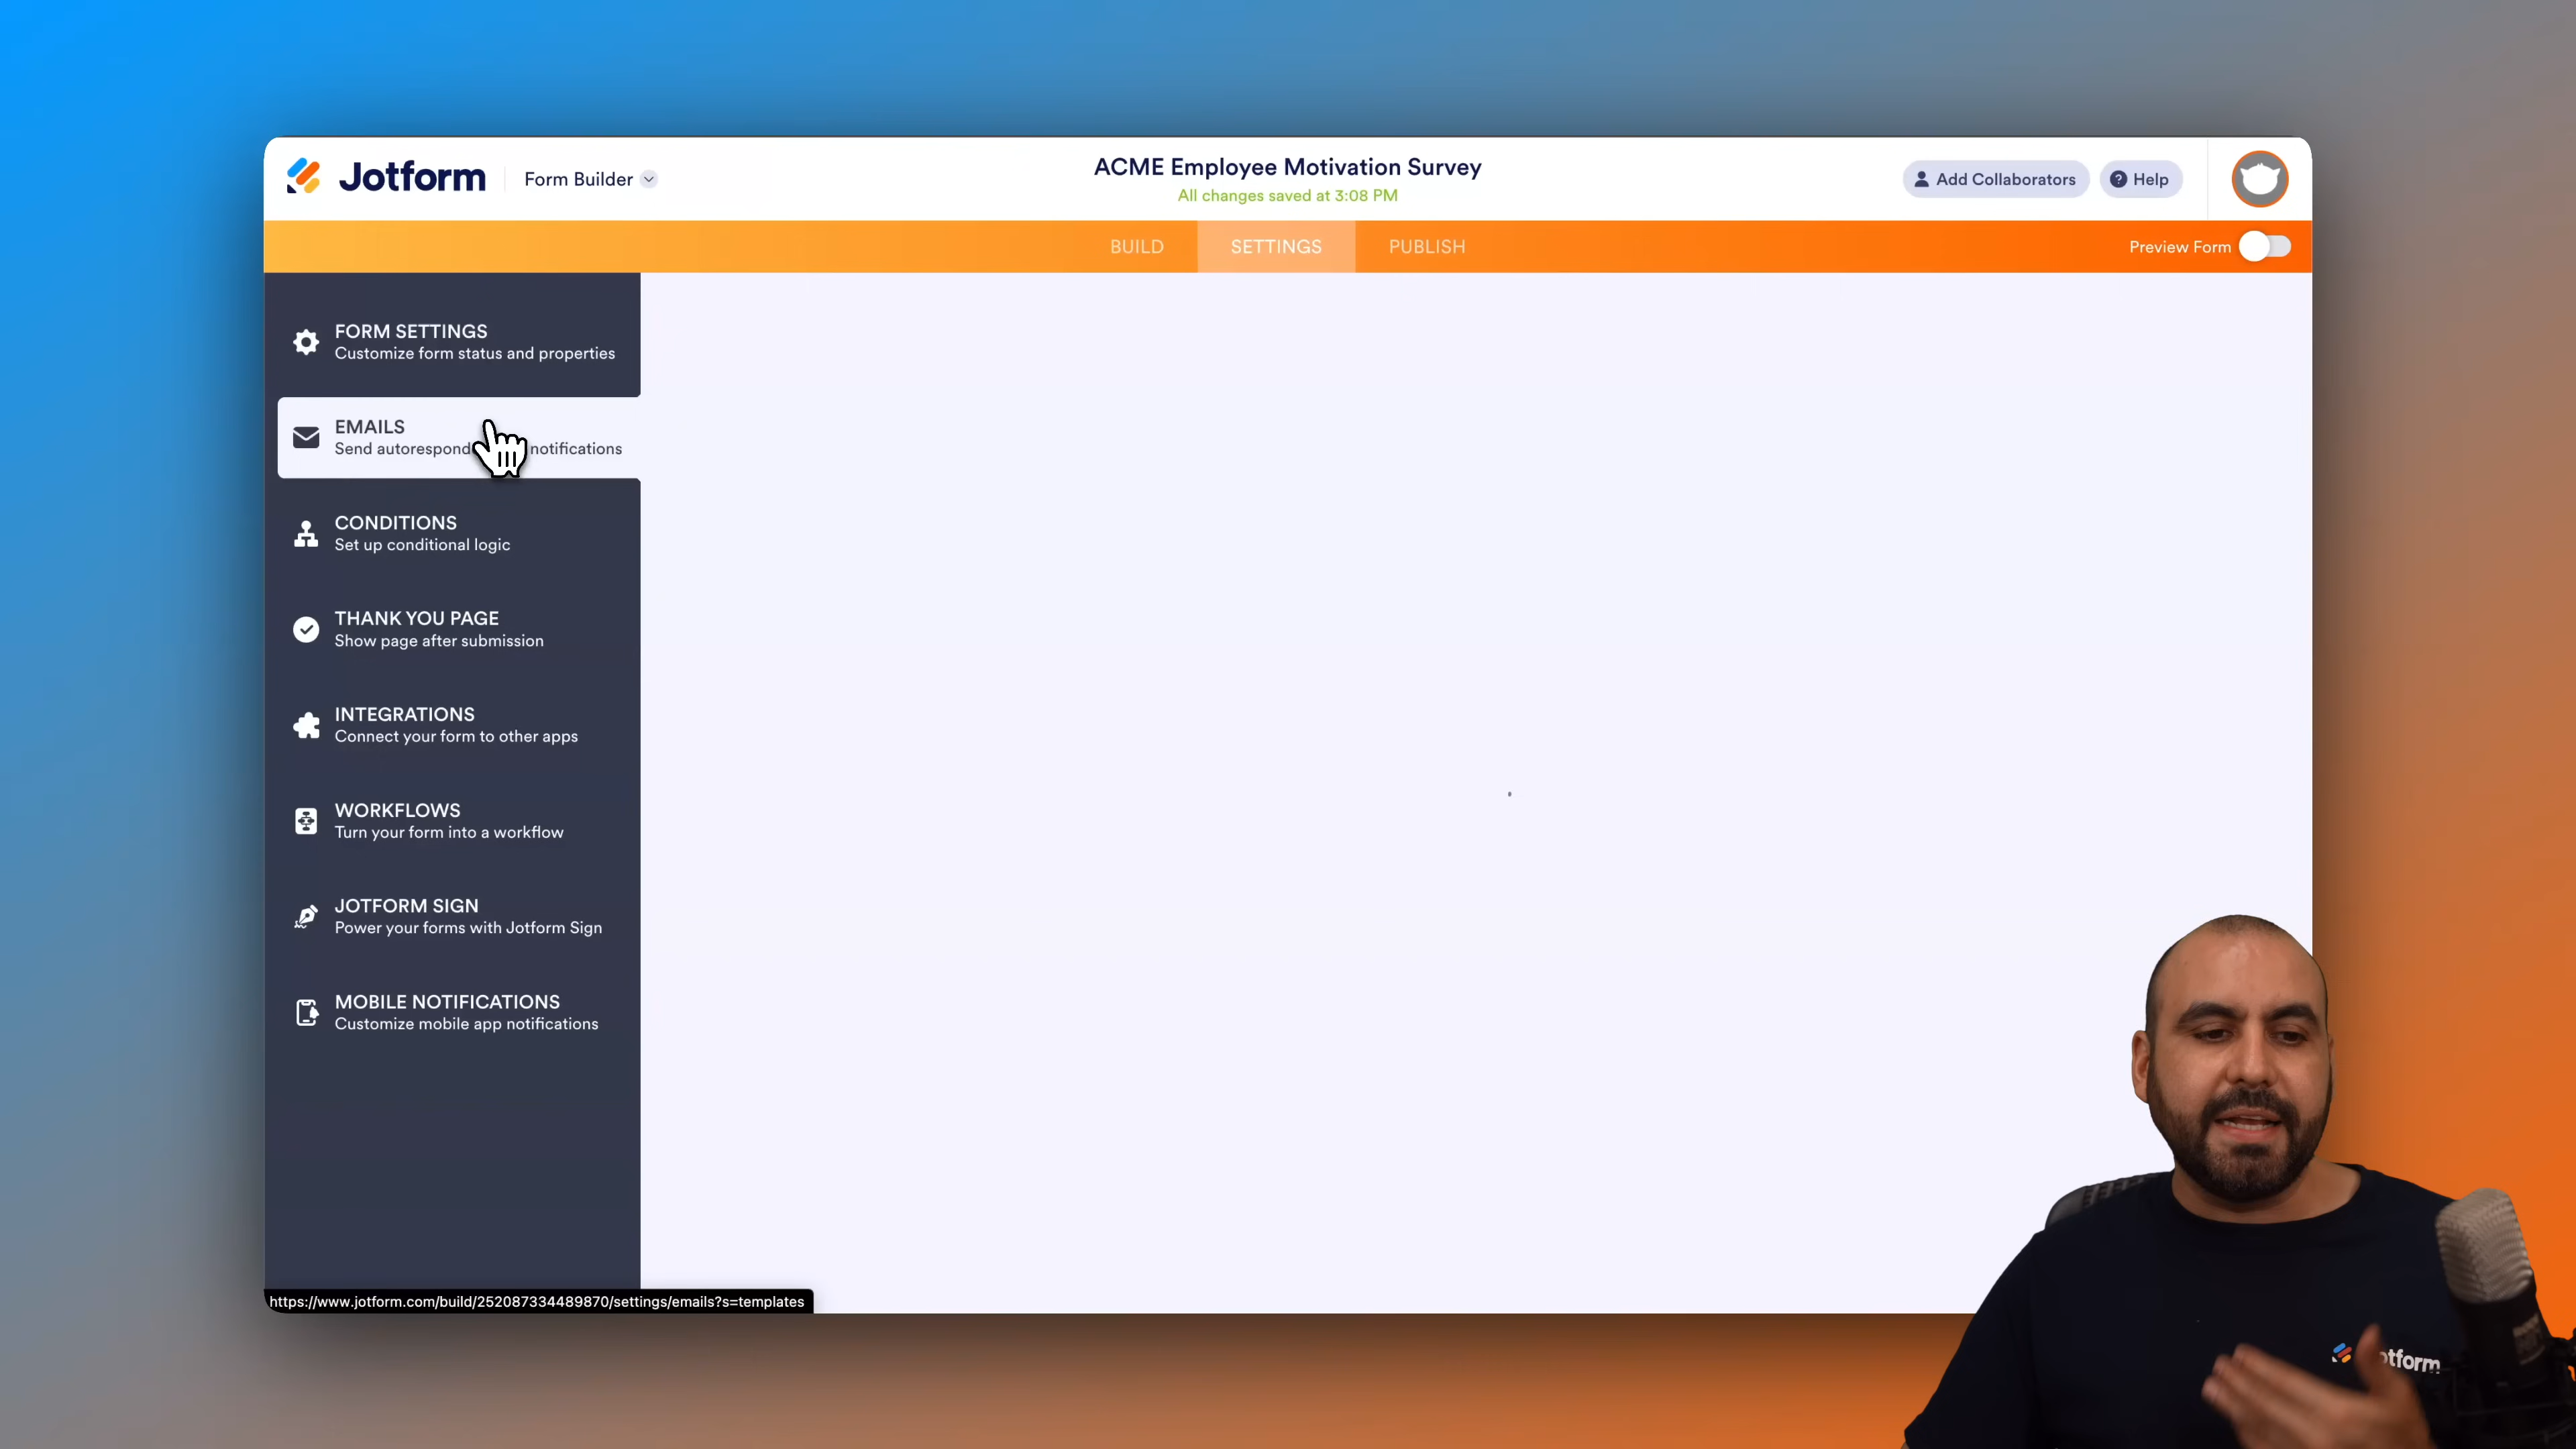 Jotform
Form Builder
ACME Employee Motivation Survey
All changes saved at 3:08 PM
Add Collaborators
Help
BUILD
SETTINGS
PUBLISH
Preview Form
FORM SETTINGS
Customize form status and properties
EMAILS
Send autorespond notifications
CONDITIONS
Set up conditional logic
THANK YOU PAGE
Show page after submission
INTEGRATIONS
Connect your form to other apps
WORKFLOWS
Turn your form into a workflow
JOTFORM SIGN
Power your forms with Jotform Sign
MOBILE NOTIFICATIONS
Customize mobile app notifications
https://www.jotform.com/build/252087334489870/settings/emails?s=templates
otform